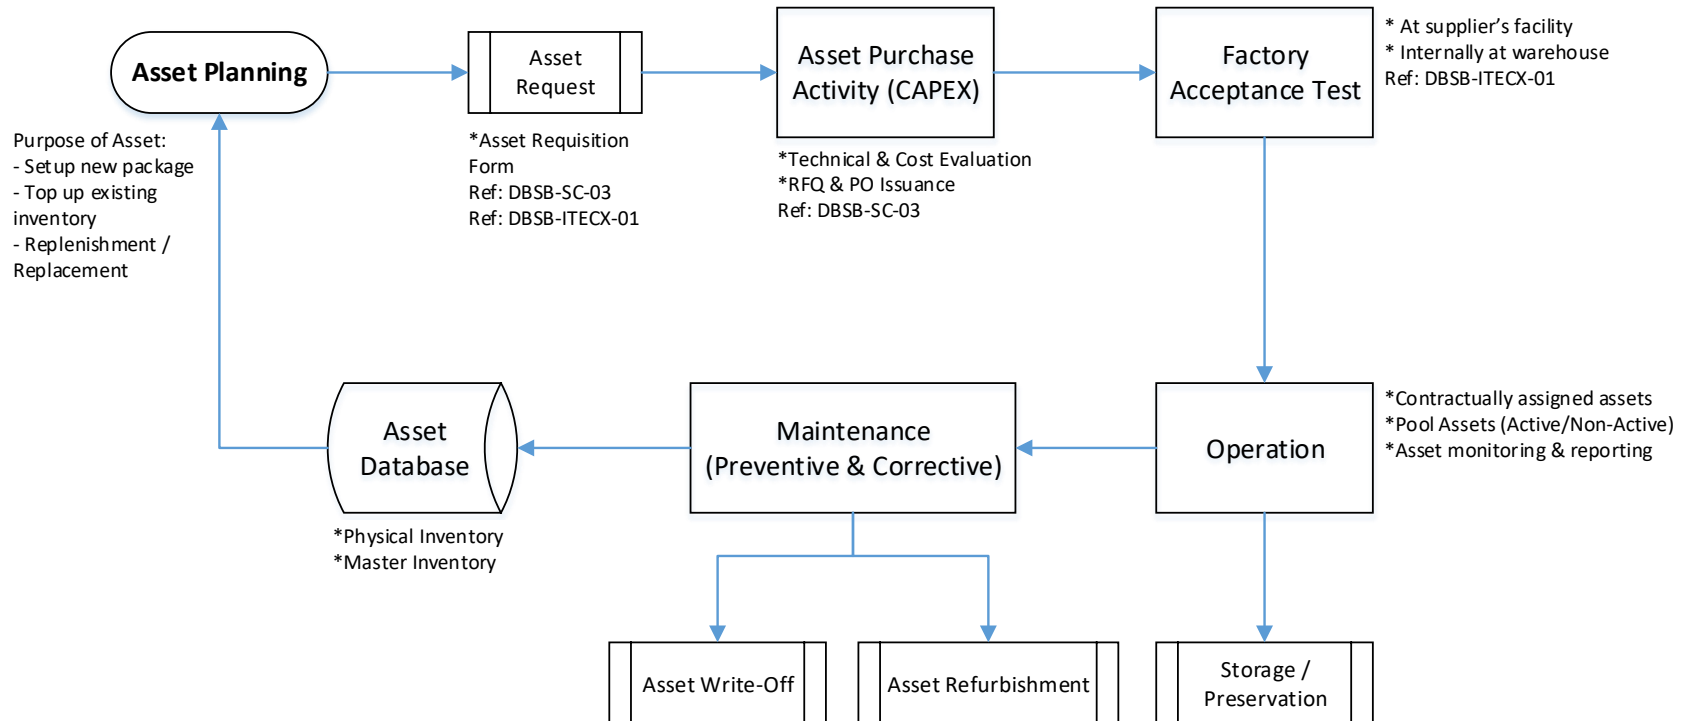 Asset Planning
Purpose of Asset:
- Setup new package
- Top up existing
inventory
- Replenishment /
Replacement
Asset
Request
*Asset Requisition
Form
Ref: DBSB-SC-03
Ref: DBSB-ITECX-01
Asset Purchase
Activity (CAPEX)
*Technical & Cost Evaluation
*RFQ & PO Issuance
Ref: DBSB-SC-03
Factory
Acceptance Test
* At supplier’s facility
* Internally at warehouse
Ref: DBSB-ITECX-01
Asset
Database
*Physical Inventory
*Master Inventory
Maintenance
(Preventive & Corrective)
Operation
*Contractually assigned assets
*Pool Assets (Active/Non-Active)
*Asset monitoring & reporting
Asset Write-Off
Asset Refurbishment
Storage /
Preservation